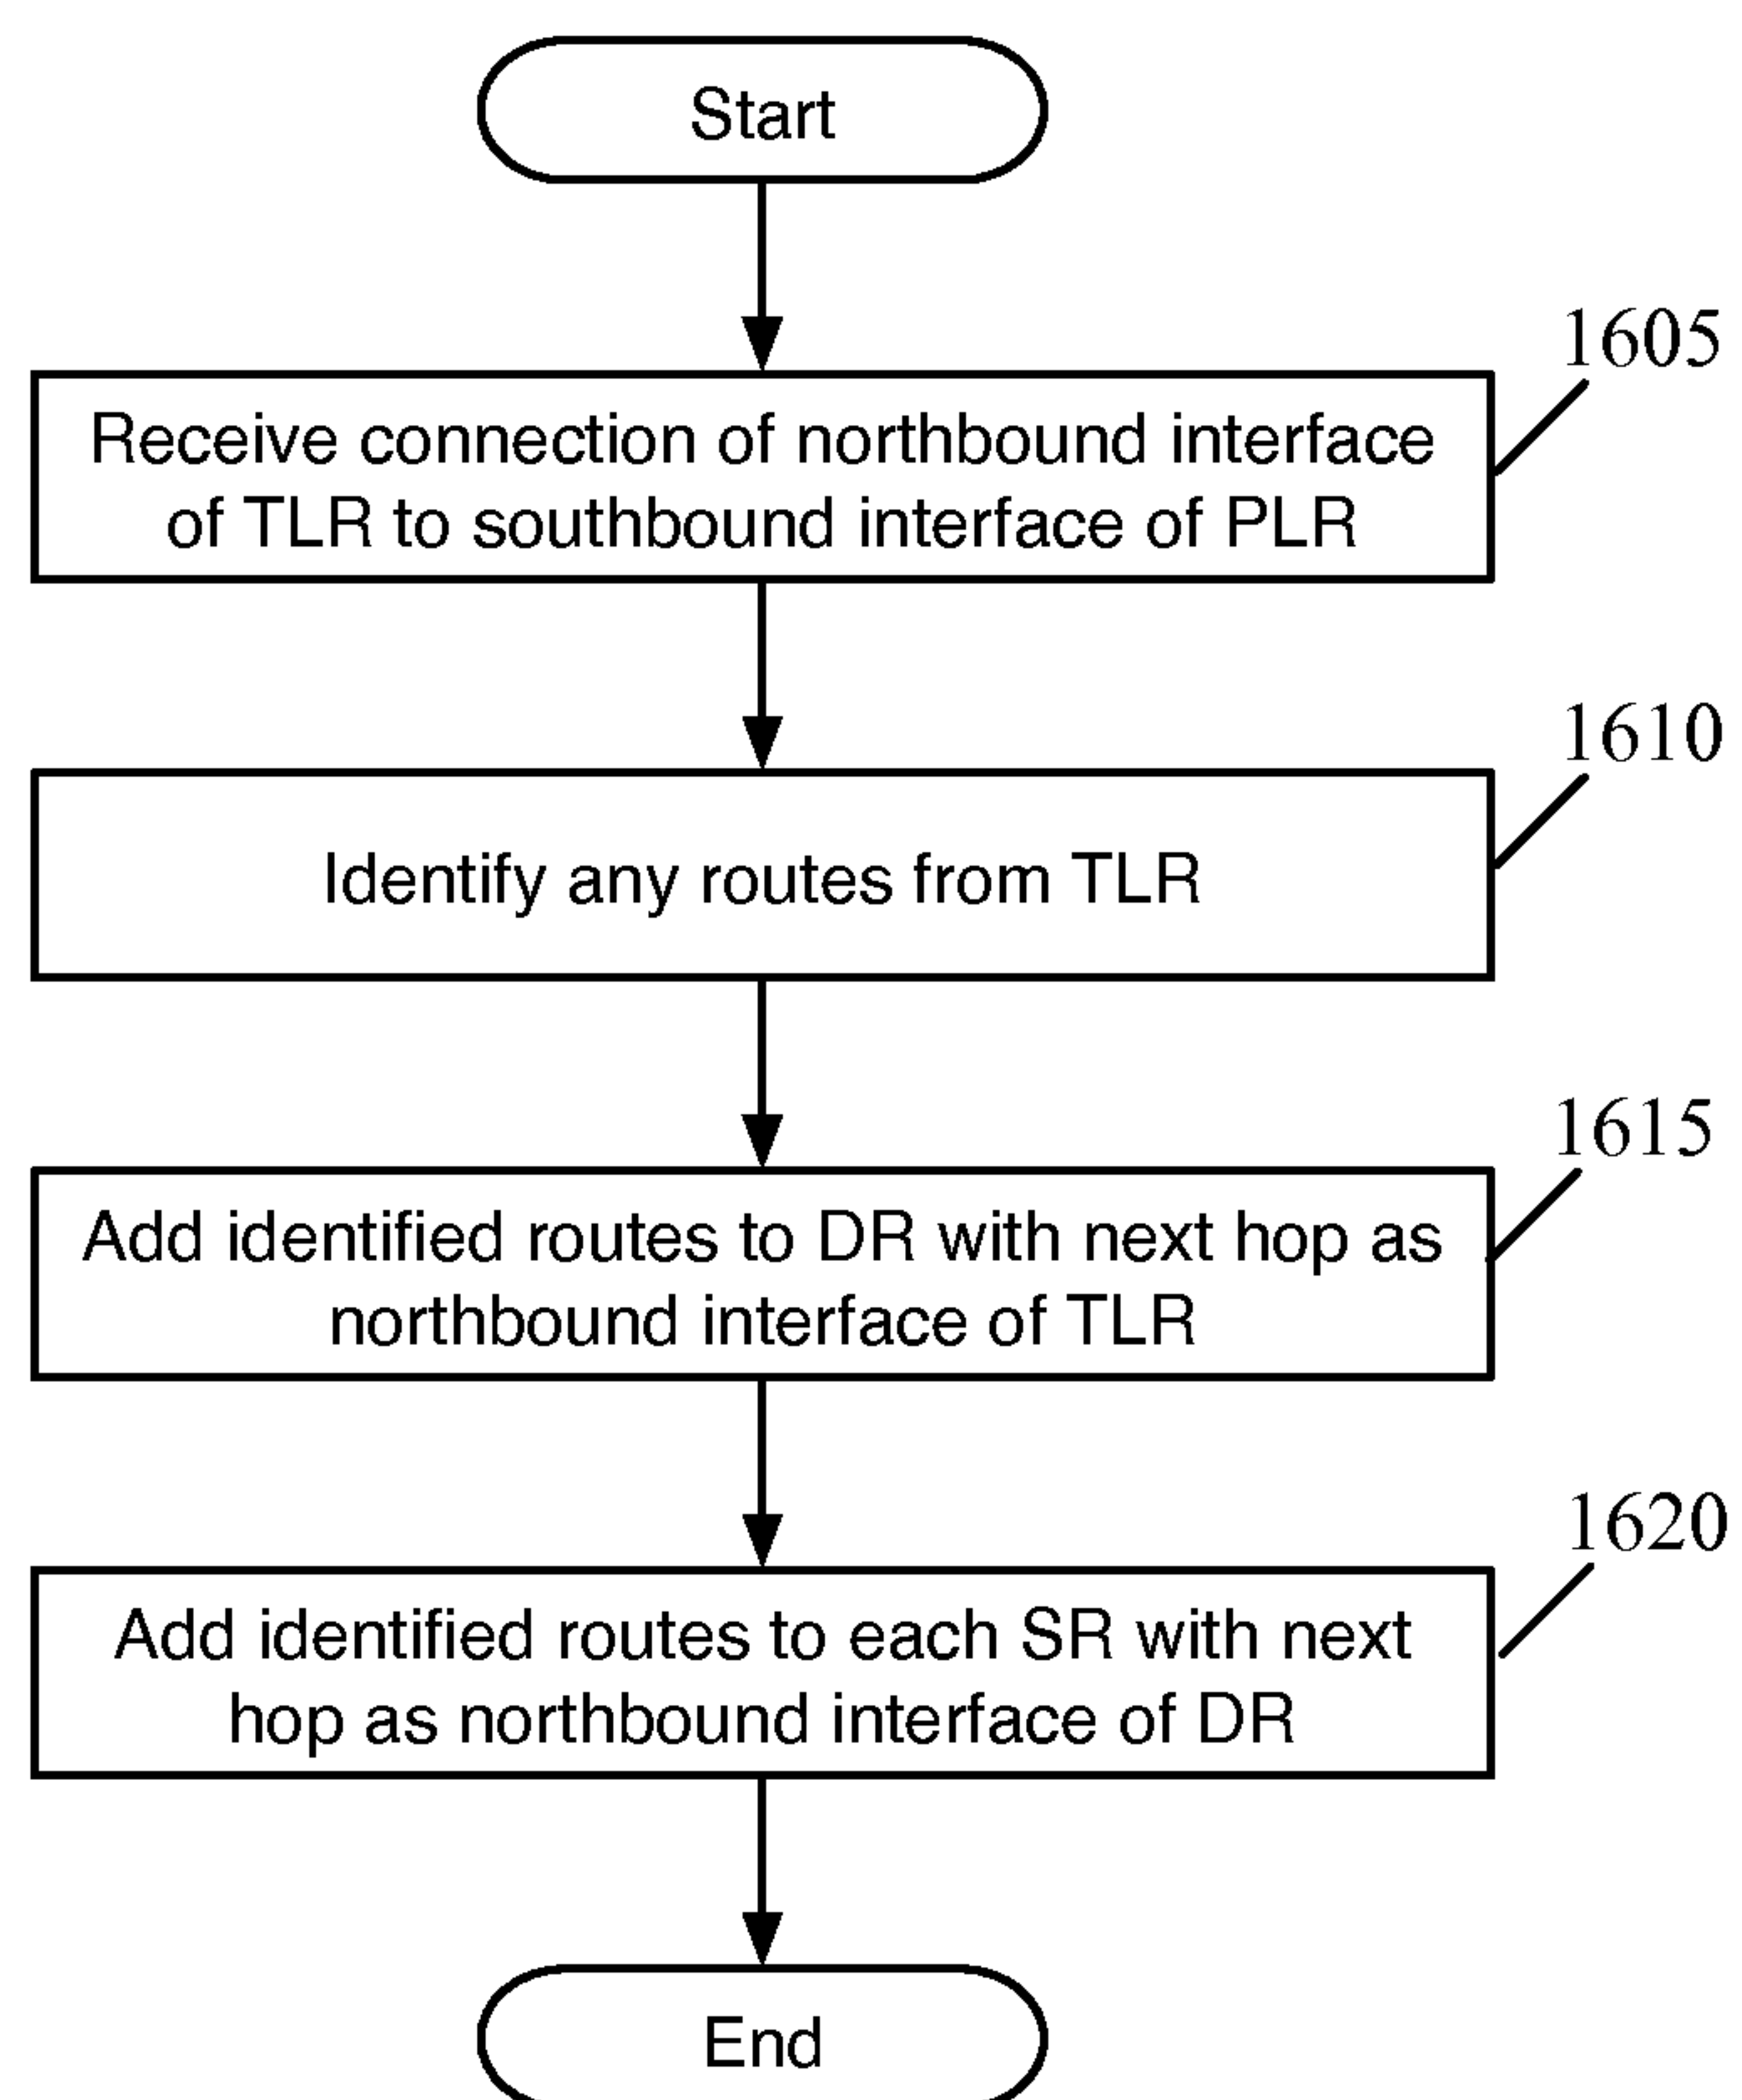 Start
1605
Receive connection of northbound interface
of TLR to southbound interface of PLR
1610
Identify any routes from TLR
1615
Add identified routes to DR with next hop as
northbound interface of TLR
1620
Add identified routes to each SR with next
hop as northbound interface of DR
End